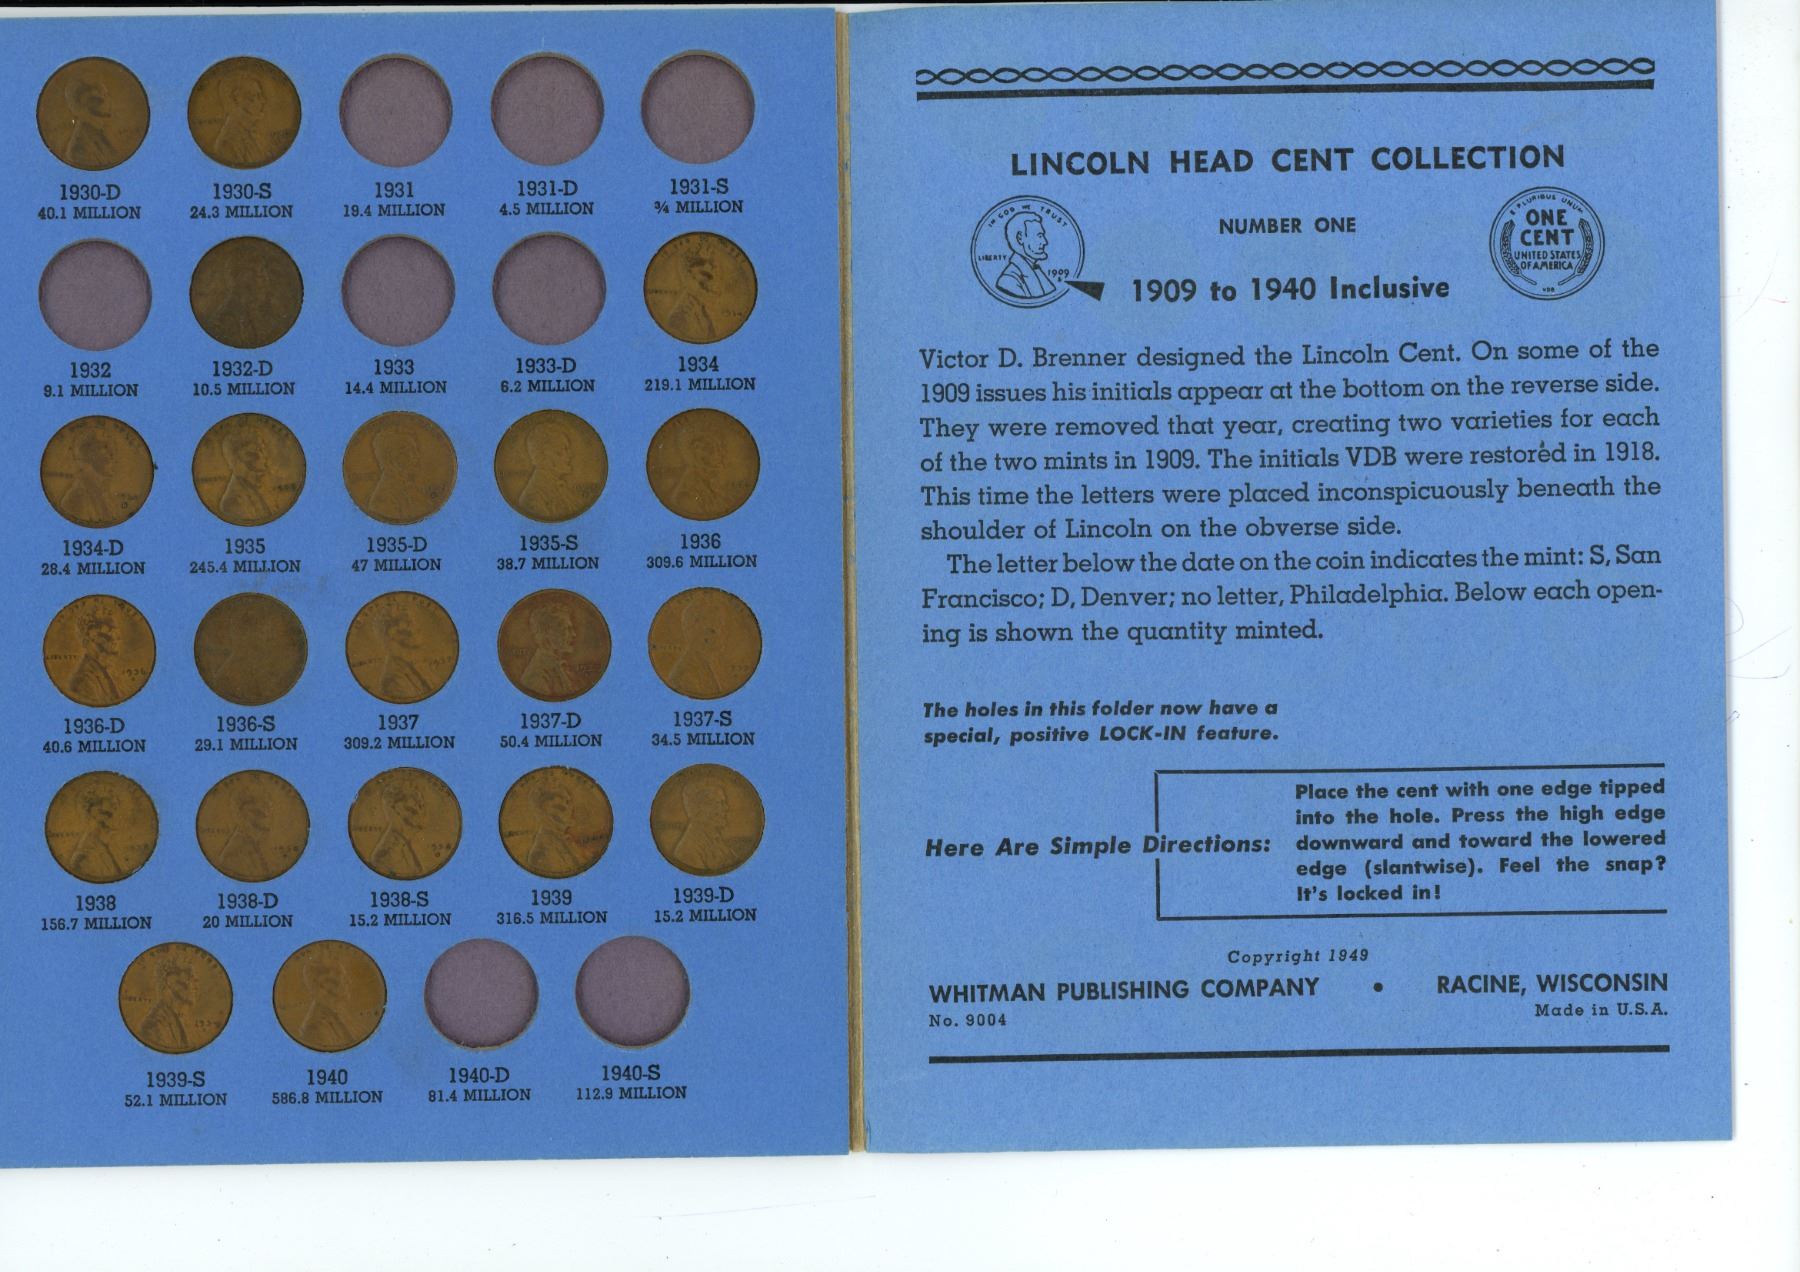 1930-D 1930-S 1931 1931-D 1931-S
40.1 MILLION 24.3 MILLION 19.4 MILLION 4.5 MILLION ¾ MILLION
1932 1932-D 1933 1933-D 1934
9.1 MILLION 10.5 MILLION 14.4 MILLION 6.2 MILLION 219.1 MILLION
1934-D 1935 1935-D 1935-S 1936
28.4 MILLION 245.4 MILLION 47 MILLION 38.7 MILLION 309.6 MILLION
LIBERTY 1936
1936-D 1936-S 1937 1937-D 1937-S
40.6 MILLION 29.1 MILLION 309.2 MILLION 50.4 MILLION 34.5 MILLION
1938 1938-D 1938-S 1939 1939-D
156.7 MILLION 20 MILLION 15.2 MILLION 316.5 MILLION 15.2 MILLION
1939-S 1940 1940-D 1940-S
52.1 MILLION 586.8 MILLION 81.4 MILLION 112.9 MILLION
LINCOLN HEAD CENT COLLECTION
IN GOD WE TRUST
LIBERTY 1909
NUMBER ONE
E PLURIBUS UNUM
ONE
CENT
UNITED STATES
OF AMERICA
VDB
1909 to 1940 Inclusive
Victor D. Brenner designed the Lincoln Cent. On some of the
1909 issues his initials appear at the bottom on the reverse side.
They were removed that year, creating two varieties for each
of the two mints in 1909. The initials VDB were restored in 1918.
This time the letters were placed inconspicuously beneath the
shoulder of Lincoln on the obverse side.
The letter below the date on the coin indicates the mint: S, San
Francisco; D, Denver; no letter, Philadelphia. Below each open-
ing is shown the quantity minted.
The holes in this folder now have a
special, positive LOCK-IN feature.
Here Are Simple Directions:
Place the cent with one edge tipped
into the hole. Press the high edge
downward and toward the lowered
edge (slantwise). Feel the snap?
It's locked in!
Copyright 1949
WHITMAN PUBLISHING COMPANY • RACINE, WISCONSIN
No. 9004 Made in U.S.A.